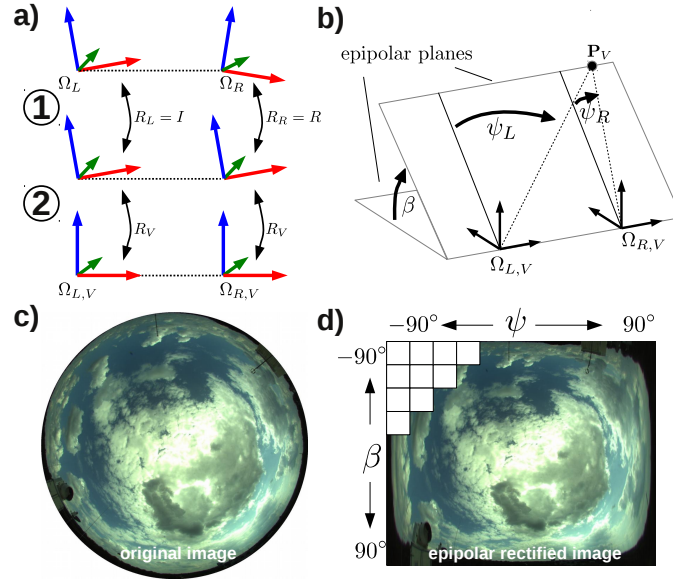 a)
Ω_L
Ω_R
1
R_L = I
R_R = R
2
R_V
R_V
Ω_{L,V}
Ω_{R,V}
b)
P_V
epipolar planes
ψ_L
ψ_R
β
Ω_{L,V}
Ω_{R,V}
c)
original image
d)
−90° ψ 90°
−90°
β
90°
epipolar rectified image